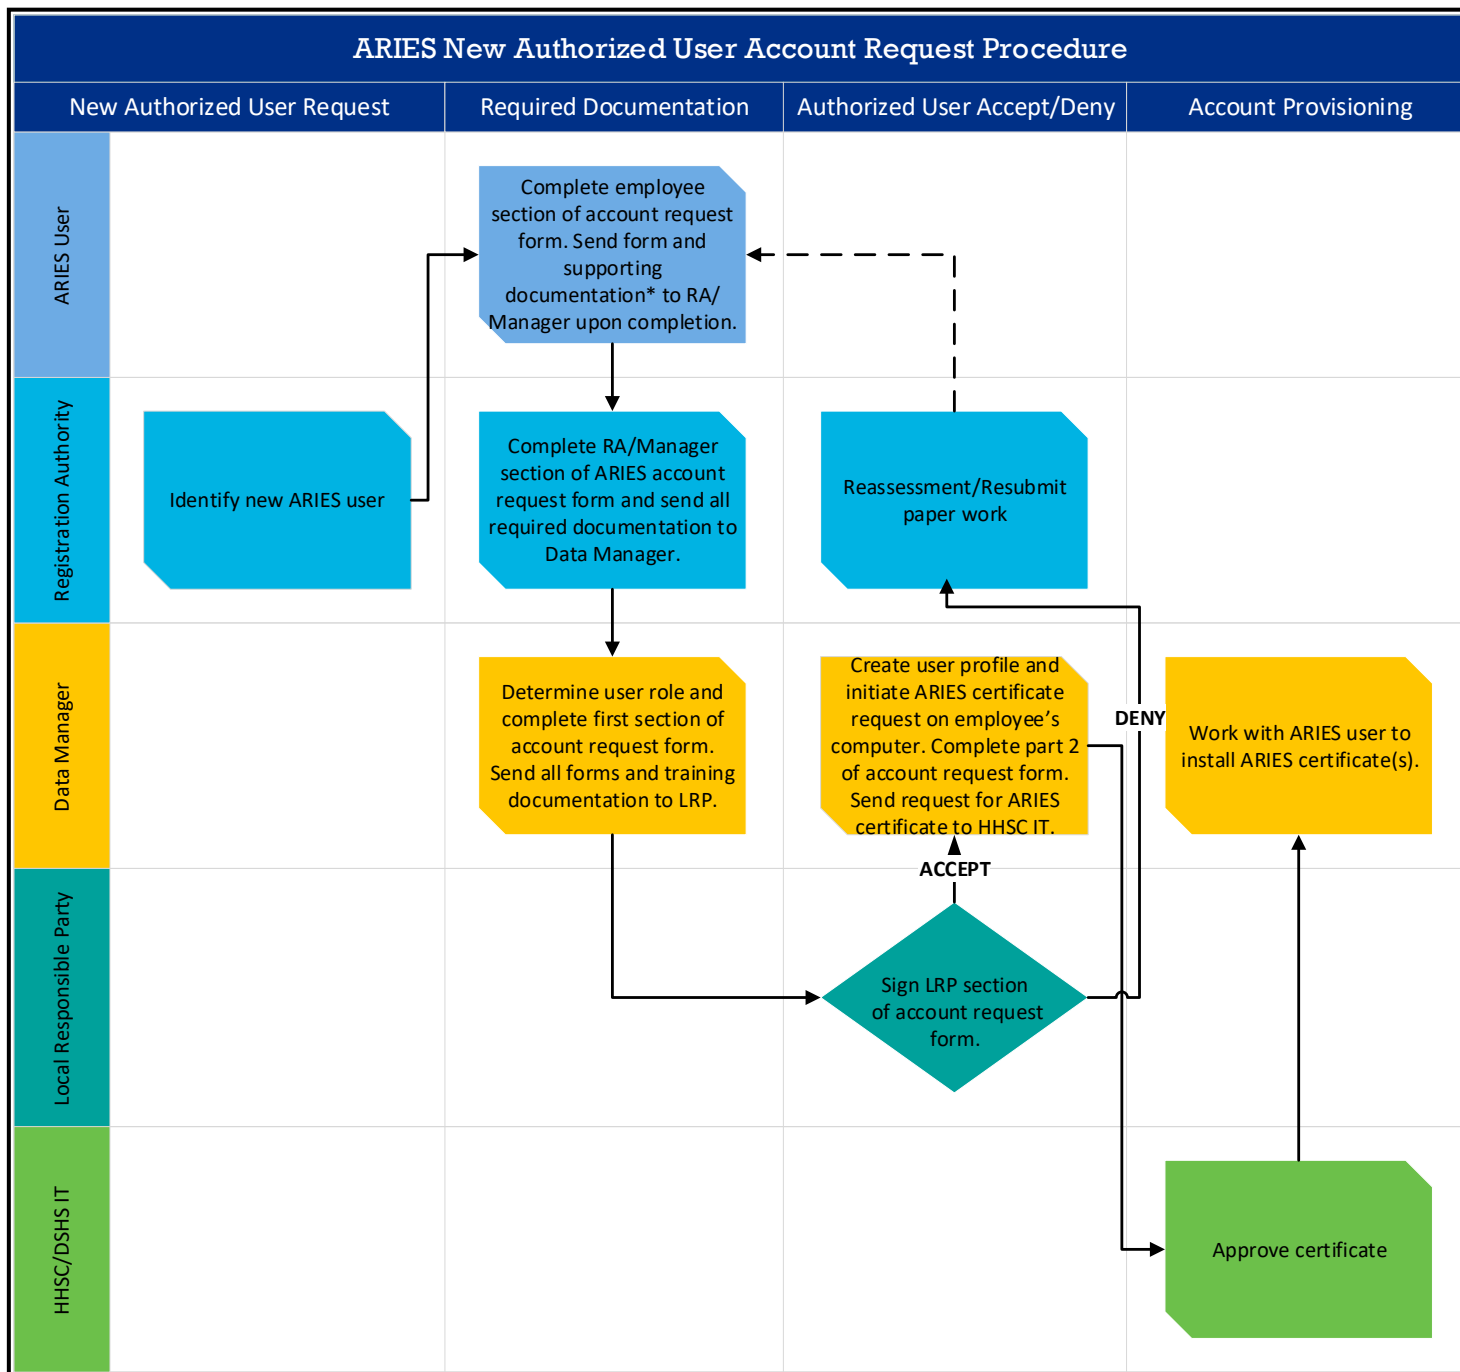 ARIES New Authorized User Account Request Procedure
New Authorized User Request
Required Documentation
Authorized User Accept/Deny
Account Provisioning
ARIES User
Complete employee
section of account request
form. Send form and
supporting
documentation* to RA/
Manager upon completion.
Registration Authority
Identify new ARIES user
Complete RA/Manager
section of ARIES account
request form and send all
required documentation to
Data Manager.
Reassessment/Resubmit
paper work
Data Manager
Determine user role and
complete first section of
account request form.
Send all forms and training
documentation to LRP.
Create user profile and
initiate ARIES certificate
request on employee’s
computer. Complete part 2
of account request form.
Send request for ARIES
certificate to HHSC IT.
DENY
Work with ARIES user to
install ARIES certificate(s).
ACCEPT
Local Responsible Party
Sign LRP section
of account request
form.
HHSC/DSHS IT
Approve certificate